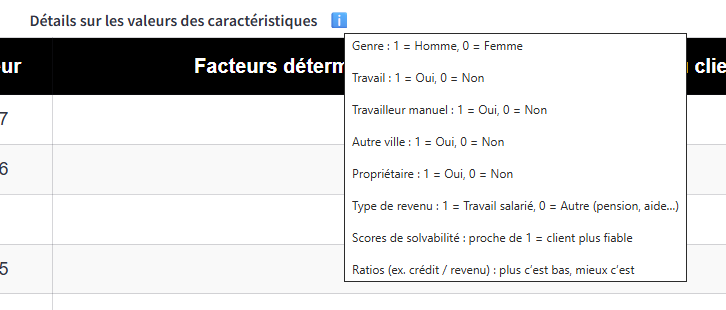 Détails sur les valeurs des caractéristiques ℹ️
Genre : 1 = Homme, 0 = Femme
Travail : 1 = Oui, 0 = Non
Travailleur manuel : 1 = Oui, 0 = Non
Autre ville : 1 = Oui, 0 = Non
Propriétaire : 1 = Oui, 0 = Non
Type de revenu : 1 = Travail salarié, 0 = Autre (pension, aide...)
Scores de solvabilité : proche de 1 = client plus fiable
Ratios (ex. crédit / revenu) : plus c’est bas, mieux c’est
Facteurs
7
6
5